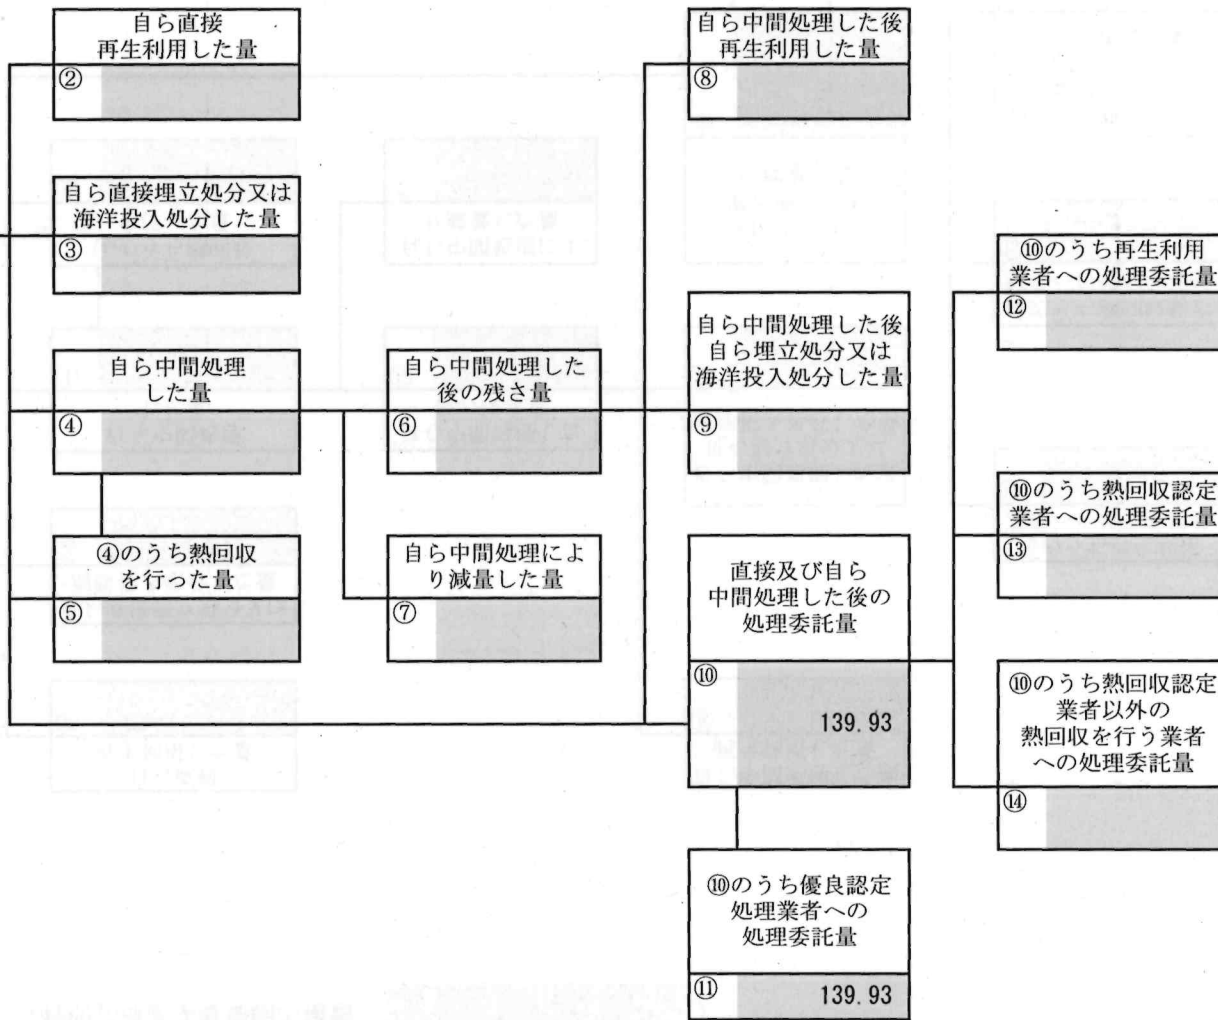 自ら直接
再生利用した量
②
自ら直接埋立処分又は
海洋投入処分した量
③
自ら中間処理
した量
④
④のうち熱回収
を行った量
⑤
自ら中間処理した
後の残さ量
⑥
自ら中間処理によ
り減量した量
⑦
自ら中間処理した後
再生利用した量
⑧
自ら中間処理した後
自ら埋立処分又は
海洋投入処分した量
⑨
直接及び自ら
中間処理した後の
処理委託量
⑩
139.93
⑩のうち優良認定
処理業者への
処理委託量
⑪
139.93
⑩のうち再生利用
業者への処理委託量
⑫
⑩のうち熱回収認定
業者への処理委託量
⑬
⑩のうち熱回収認定
業者以外の
熱回収を行う業者
への処理委託量
⑭